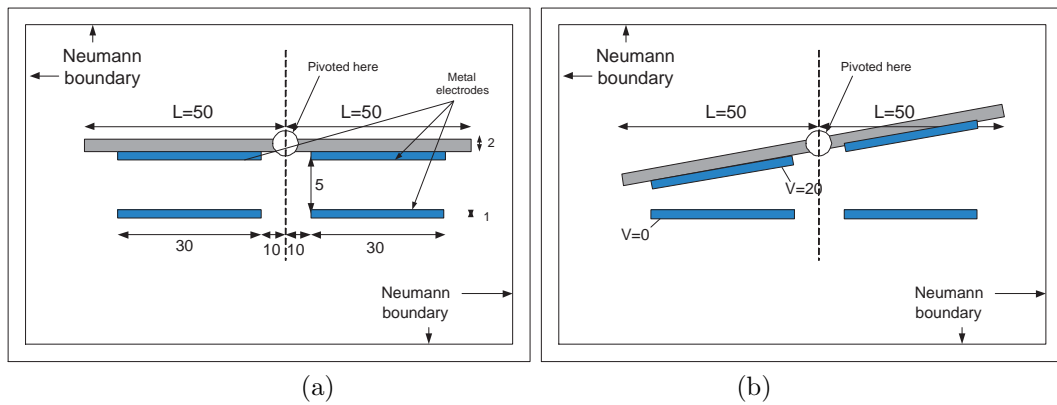 Neumann
boundary
Pivoted here
Metal
electrodes
L=50
L=50
2
5
1
30
10
10
30
Neumann
boundary
(a)
Neumann
boundary
Pivoted here
L=50
L=50
V=20
V=0
Neumann
boundary
(b)